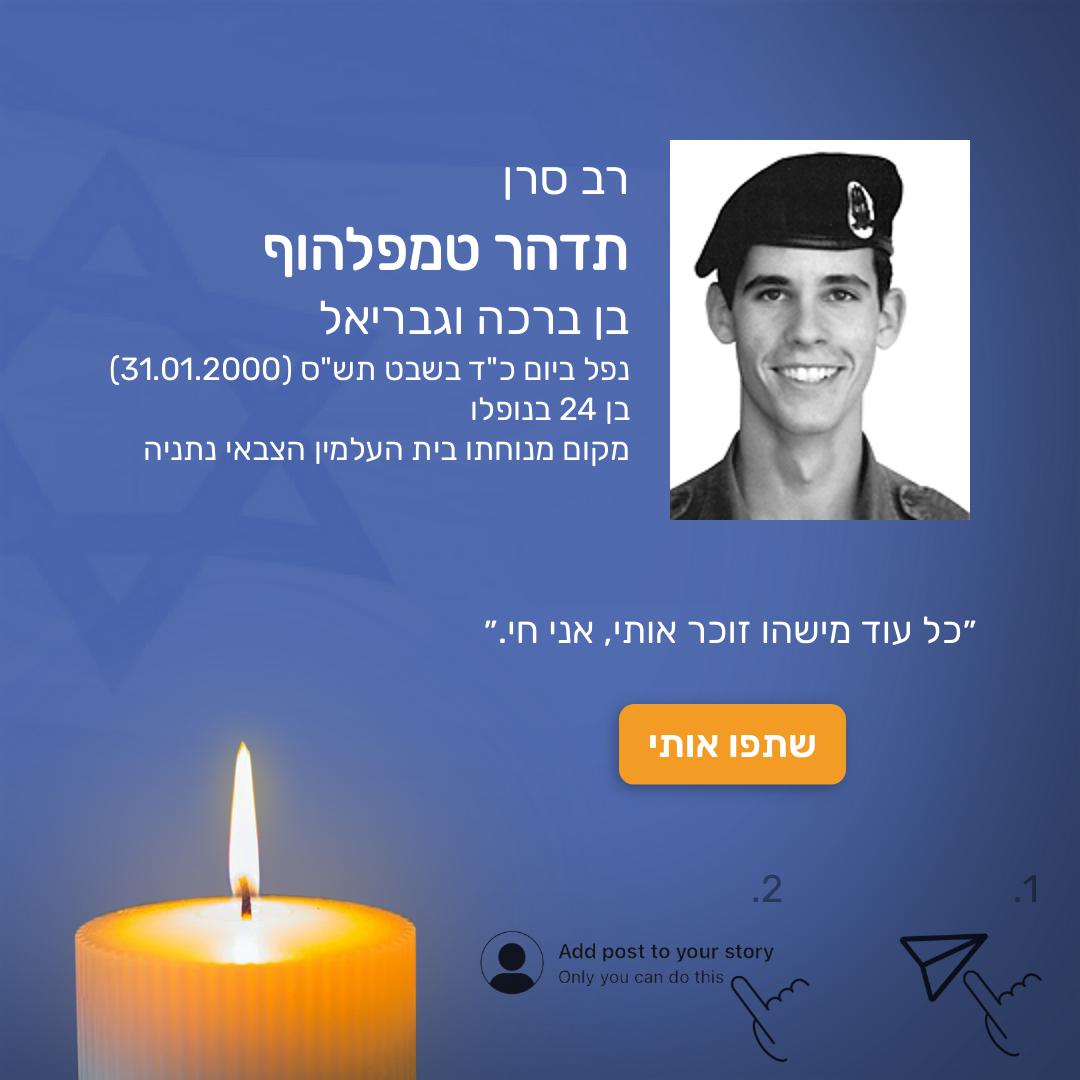 רב סרן
תדהר טמפלהוף
בן ברכה וגבריאל
נפל ביום כ"ד בשבט תש"ס (31.01.2000)
בן 24 בנופלו
מקום מנוחתו בית העלמין הצבאי נתניה
״כל עוד מישהו זוכר אותי, אני חי.״
שתפו אותי
.1
.2
Add post to your story
Only you can do this